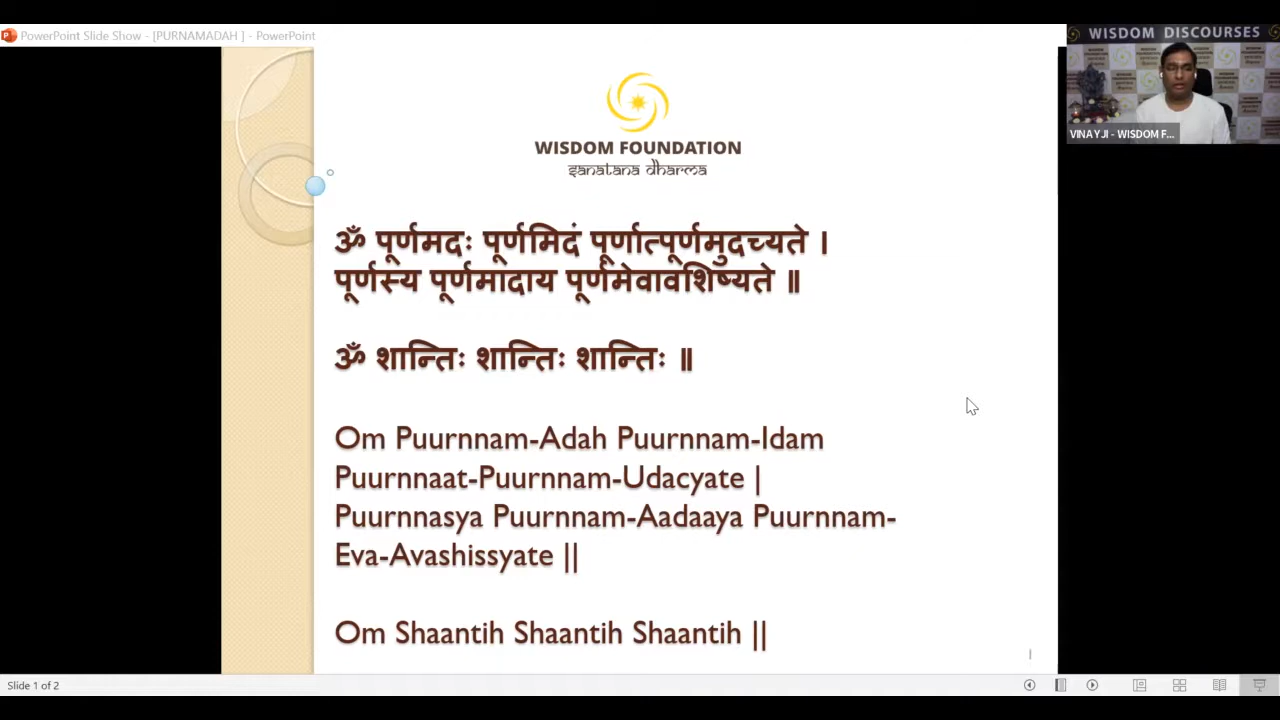 PowerPoint Slide Show - [PURNAMADAH ] - PowerPoint
WISDOM DISCOURSES
VINAYJI - WISDOM F...
WISDOM FOUNDATION
sanatana dharma
ॐ पूर्णमदः पूर्णमिदं पूर्णात्पूर्णमुदच्यते ।
पूर्णस्य पूर्णमादाय पूर्णमेवावशिष्यते ॥
ॐ शान्तिः शान्तिः शान्तिः ॥
Om Puurnnam-Adah Puurnnam-Idam
Puurnnaat-Puurnnam-Udacyate |
Puurnnasya Puurnnam-Aadaaya Puurnnam-
Eva-Avashissyate ||
Om Shaantih Shaantih Shaantih ||
1
Slide 1 of 2